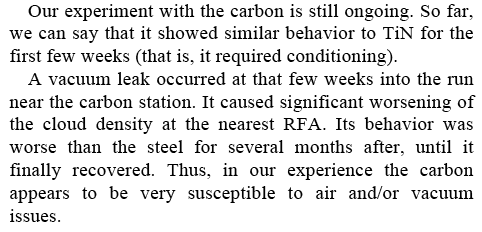 Our experiment with the carbon is still ongoing. So far,
we can say that it showed similar behavior to TiN for the
first few weeks (that is, it required conditioning).
A vacuum leak occurred at that few weeks into the run
near the carbon station. It caused significant worsening of
the cloud density at the nearest RFA. Its behavior was
worse than the steel for several months after, until it
finally recovered. Thus, in our experience the carbon
appears to be very susceptible to air and/or vacuum
issues.